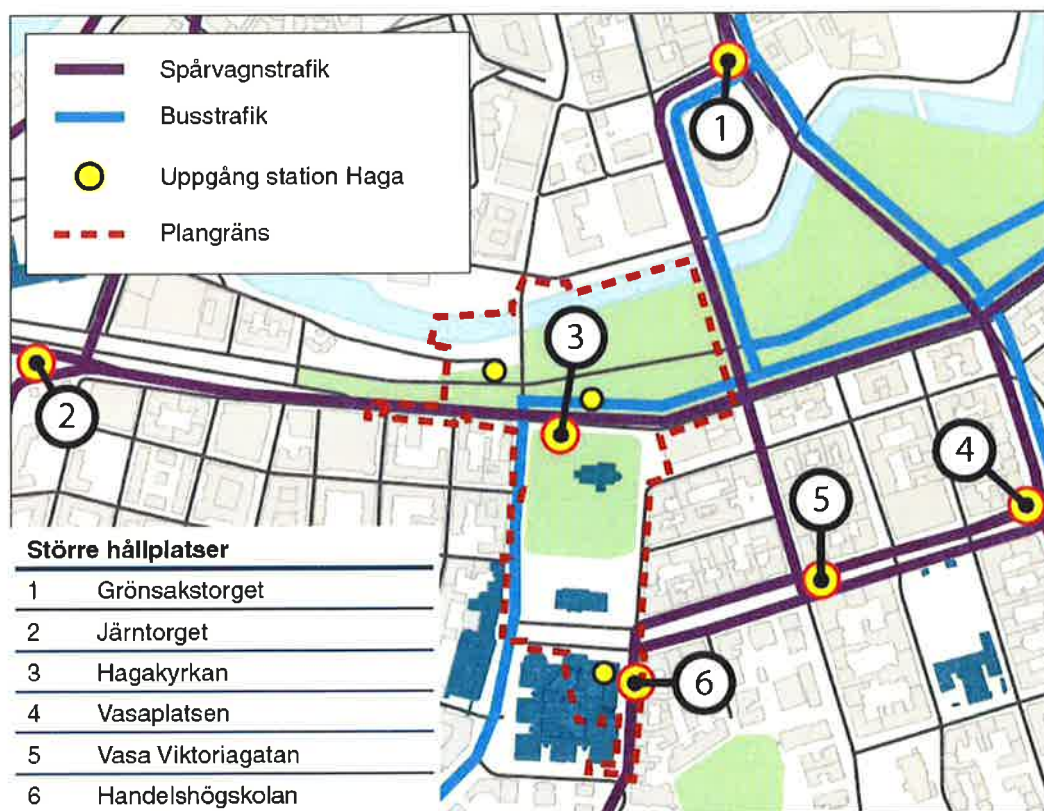 Spårvagnstrafik
Busstrafik
Uppgång station Haga
Plangräns
1
2
3
4
5
6
Större hållplatser
1 Grönsakstorget
2 Järntorget
3 Hagakyrkan
4 Vasaplatsen
5 Vasa Viktoriagatan
6 Handelshögskolan